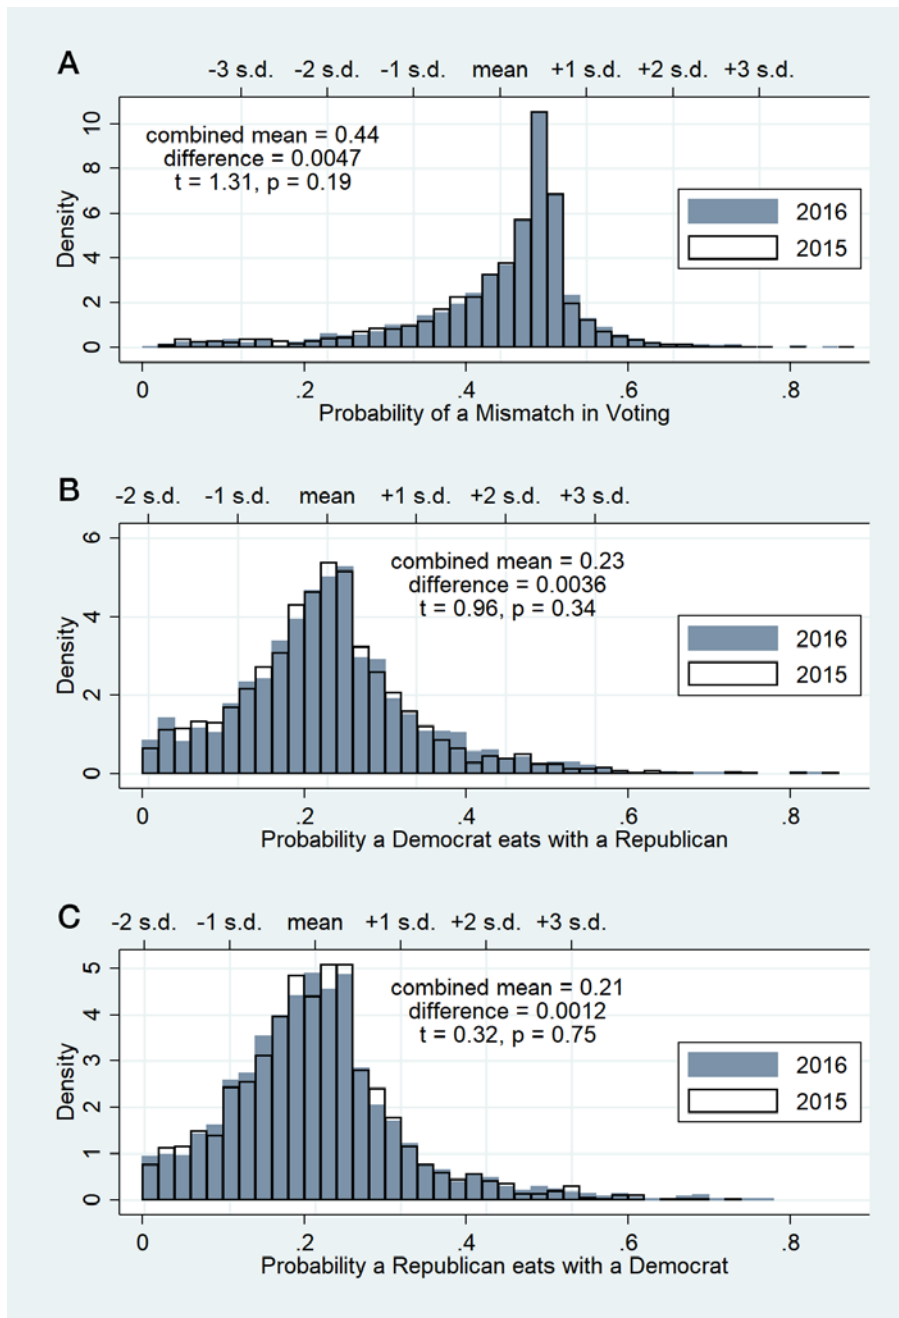 A
-3 s.d. -2 s.d. -1 s.d. mean +1 s.d. +2 s.d. +3 s.d.
combined mean = 0.44
difference = 0.0047
t = 1.31, p = 0.19
2016
2015
Density
10
8
6
4
2
0
0 .2 .4 .6 .8
Probability of a Mismatch in Voting
B
-2 s.d. -1 s.d. mean +1 s.d. +2 s.d. +3 s.d.
combined mean = 0.23
difference = 0.0036
t = 0.96, p = 0.34
2016
2015
Density
6
4
2
0
0 .2 .4 .6 .8
Probability a Democrat eats with a Republican
C
-2 s.d. -1 s.d. mean +1 s.d. +2 s.d. +3 s.d.
combined mean = 0.21
difference = 0.0012
t = 0.32, p = 0.75
2016
2015
Density
5
4
3
2
1
0
0 .2 .4 .6 .8
Probability a Republican eats with a Democrat